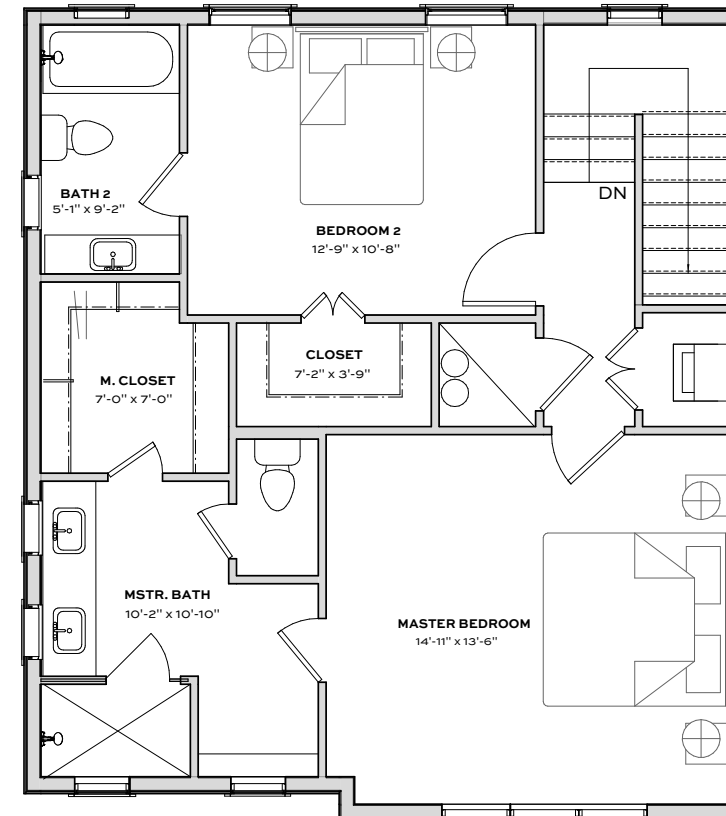 BATH 2
5'-1" x 9'-2"
DN
BEDROOM 2
12'-9" x 10'-8"
CLOSET
7'-2" x 3'-9"
M. CLOSET
7'-0" x 7'-0"
MSTR. BATH
10'-2" x 10'-10"
MASTER BEDROOM
14'-11" x 13'-6"